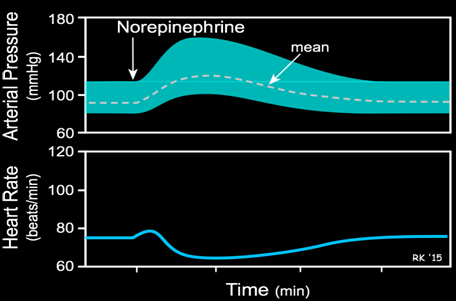 Arterial Pressure
(mmHg)
180
140
100
60
Norepinephrine
mean
Heart Rate
(beats/min)
120
100
80
60
RK '15
Time (min)